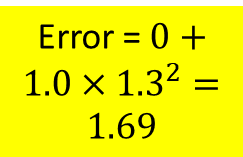 Error = 0 +
1.0 × 1.3² =
1.69